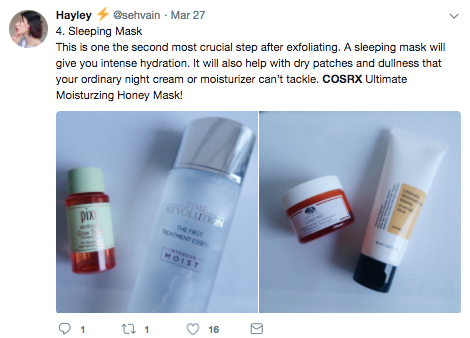 Hayley ⚡ @sehvain · Mar 27
4. Sleeping Mask
This is one the second most crucial step after exfoliating. A sleeping mask will
give you intense hydration. It will also help with dry patches and dullness that
your ordinary night cream or moisturizer can't tackle. COSRX Ultimate
Moisturzing Honey Mask!
pixi
Glow
TIME
REVOLUTION
THE FIRST
TREATMENT ESSENCE
INTENSIVE
MOIST
Ultimate
Honey
1
1
16